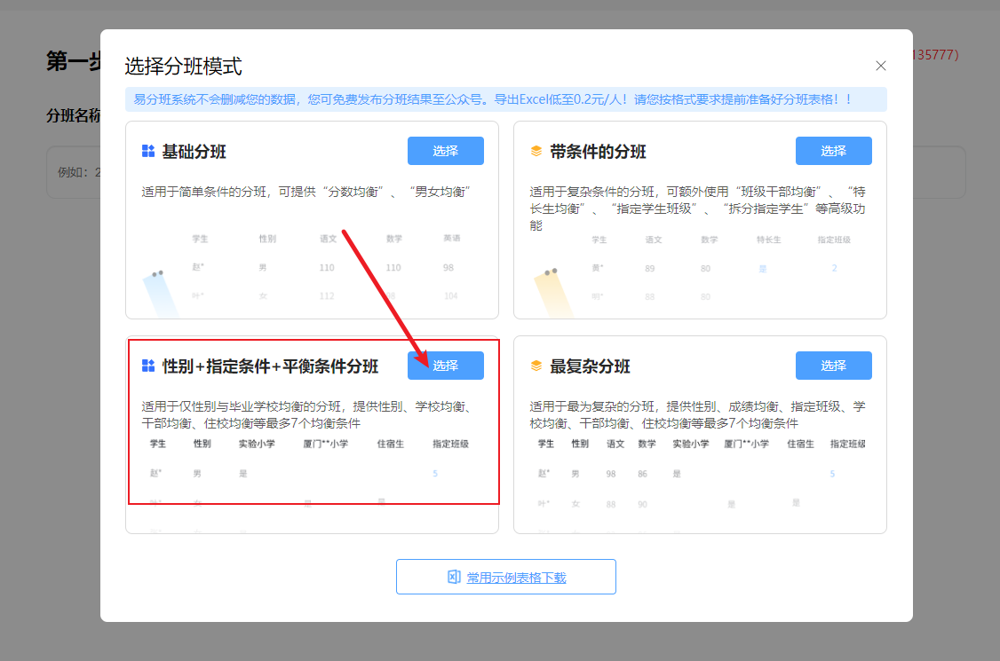 第一步
135777)
选择分班模式
易分班系统不会删减您的数据，您可免费发布分班结果至公众号。导出Excel低至0.2元/人！请您按格式要求提前准备好分班表格！！
分班名称
例如：2
基础分班
选择
适用于简单条件的分班，可提供“分数均衡”、“男女均衡”
学生 性别 语文 数学 英语
赵* 男 110 110 98
叶* 女 112 98 104
带条件的分班
选择
适用于复杂条件的分班，可额外使用“班级干部均衡”、“特
长生均衡”、“指定学生班级”、“拆分指定学生”等高级功
能
学生 语文 数学 特长生 指定班级
黄* 89 80 是 2
明* 88 90
性别+指定条件+平衡条件分班
选择
适用于仅性别与毕业学校均衡的分班，提供性别、学校均衡、
干部均衡、住校均衡等最多7个均衡条件
学生 性别 实验小学 厦门**小学 住宿生 指定班级
赵* 男 是 5
叶* 女 是 是
最复杂分班
选择
适用于最为复杂的分班，提供性别、成绩均衡、指定班级、学
校均衡、干部均衡、住校均衡等最多7个均衡条件
学生 性别 语文 数学 实验小学 厦门**小学 住宿生 指定班级
赵* 男 98 86 是 5
叶* 女 88 90 是 是
常用示例表格下载